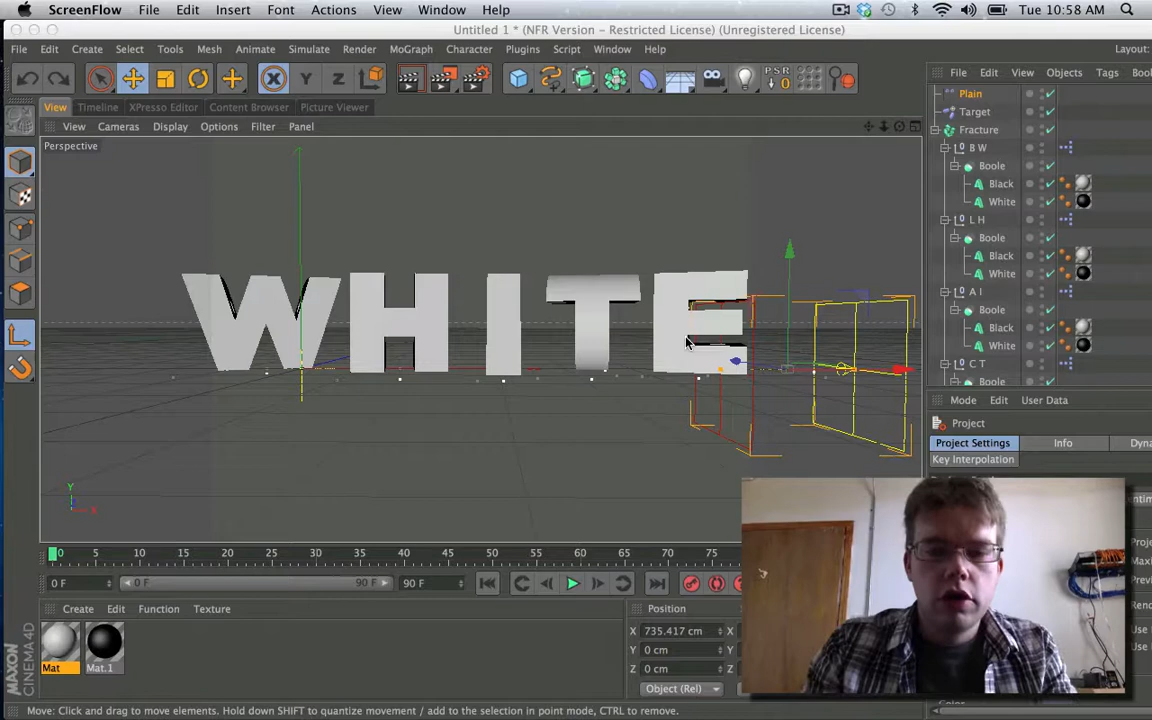 ScreenFlow File Edit Insert Font Actions View Window Help Tue 10:58 AM
Untitled 1 * (NFR Version - Restricted License) (Unregistered License)
File Edit Create Select Tools Mesh Animate Simulate Render MoGraph Character Plugins Script Window Help Layout:
X Y Z PSR 0
File Edit View Objects Tags
View Timeline XPresso Editor Content Browser Picture Viewer
Plain
Target
View Cameras Display Options Filter Panel
Fracture
Perspective
B W
Boole
Black
White
L H
Boole
Black
White
A I
Boole
Black
White
C T
Boole
WHITE
Mode Edit User Data
Project
Project Settings Info
Key Interpolation
Y
X
0 5 10 15 20 25 30 35 40 45 50 55 60 65 70 75
0 F 0 F 90 F 90 F
Create Edit Function Texture
Position
X 735.417 cm X
Y 0 cm Y
Z 0 cm Z
Mat Mat.1
Object (Rel)
MAXON
CINEMA 4D
Move: Click and drag to move elements. Hold down SHIFT to quantize movement / add to the selection in point mode, CTRL to remove.